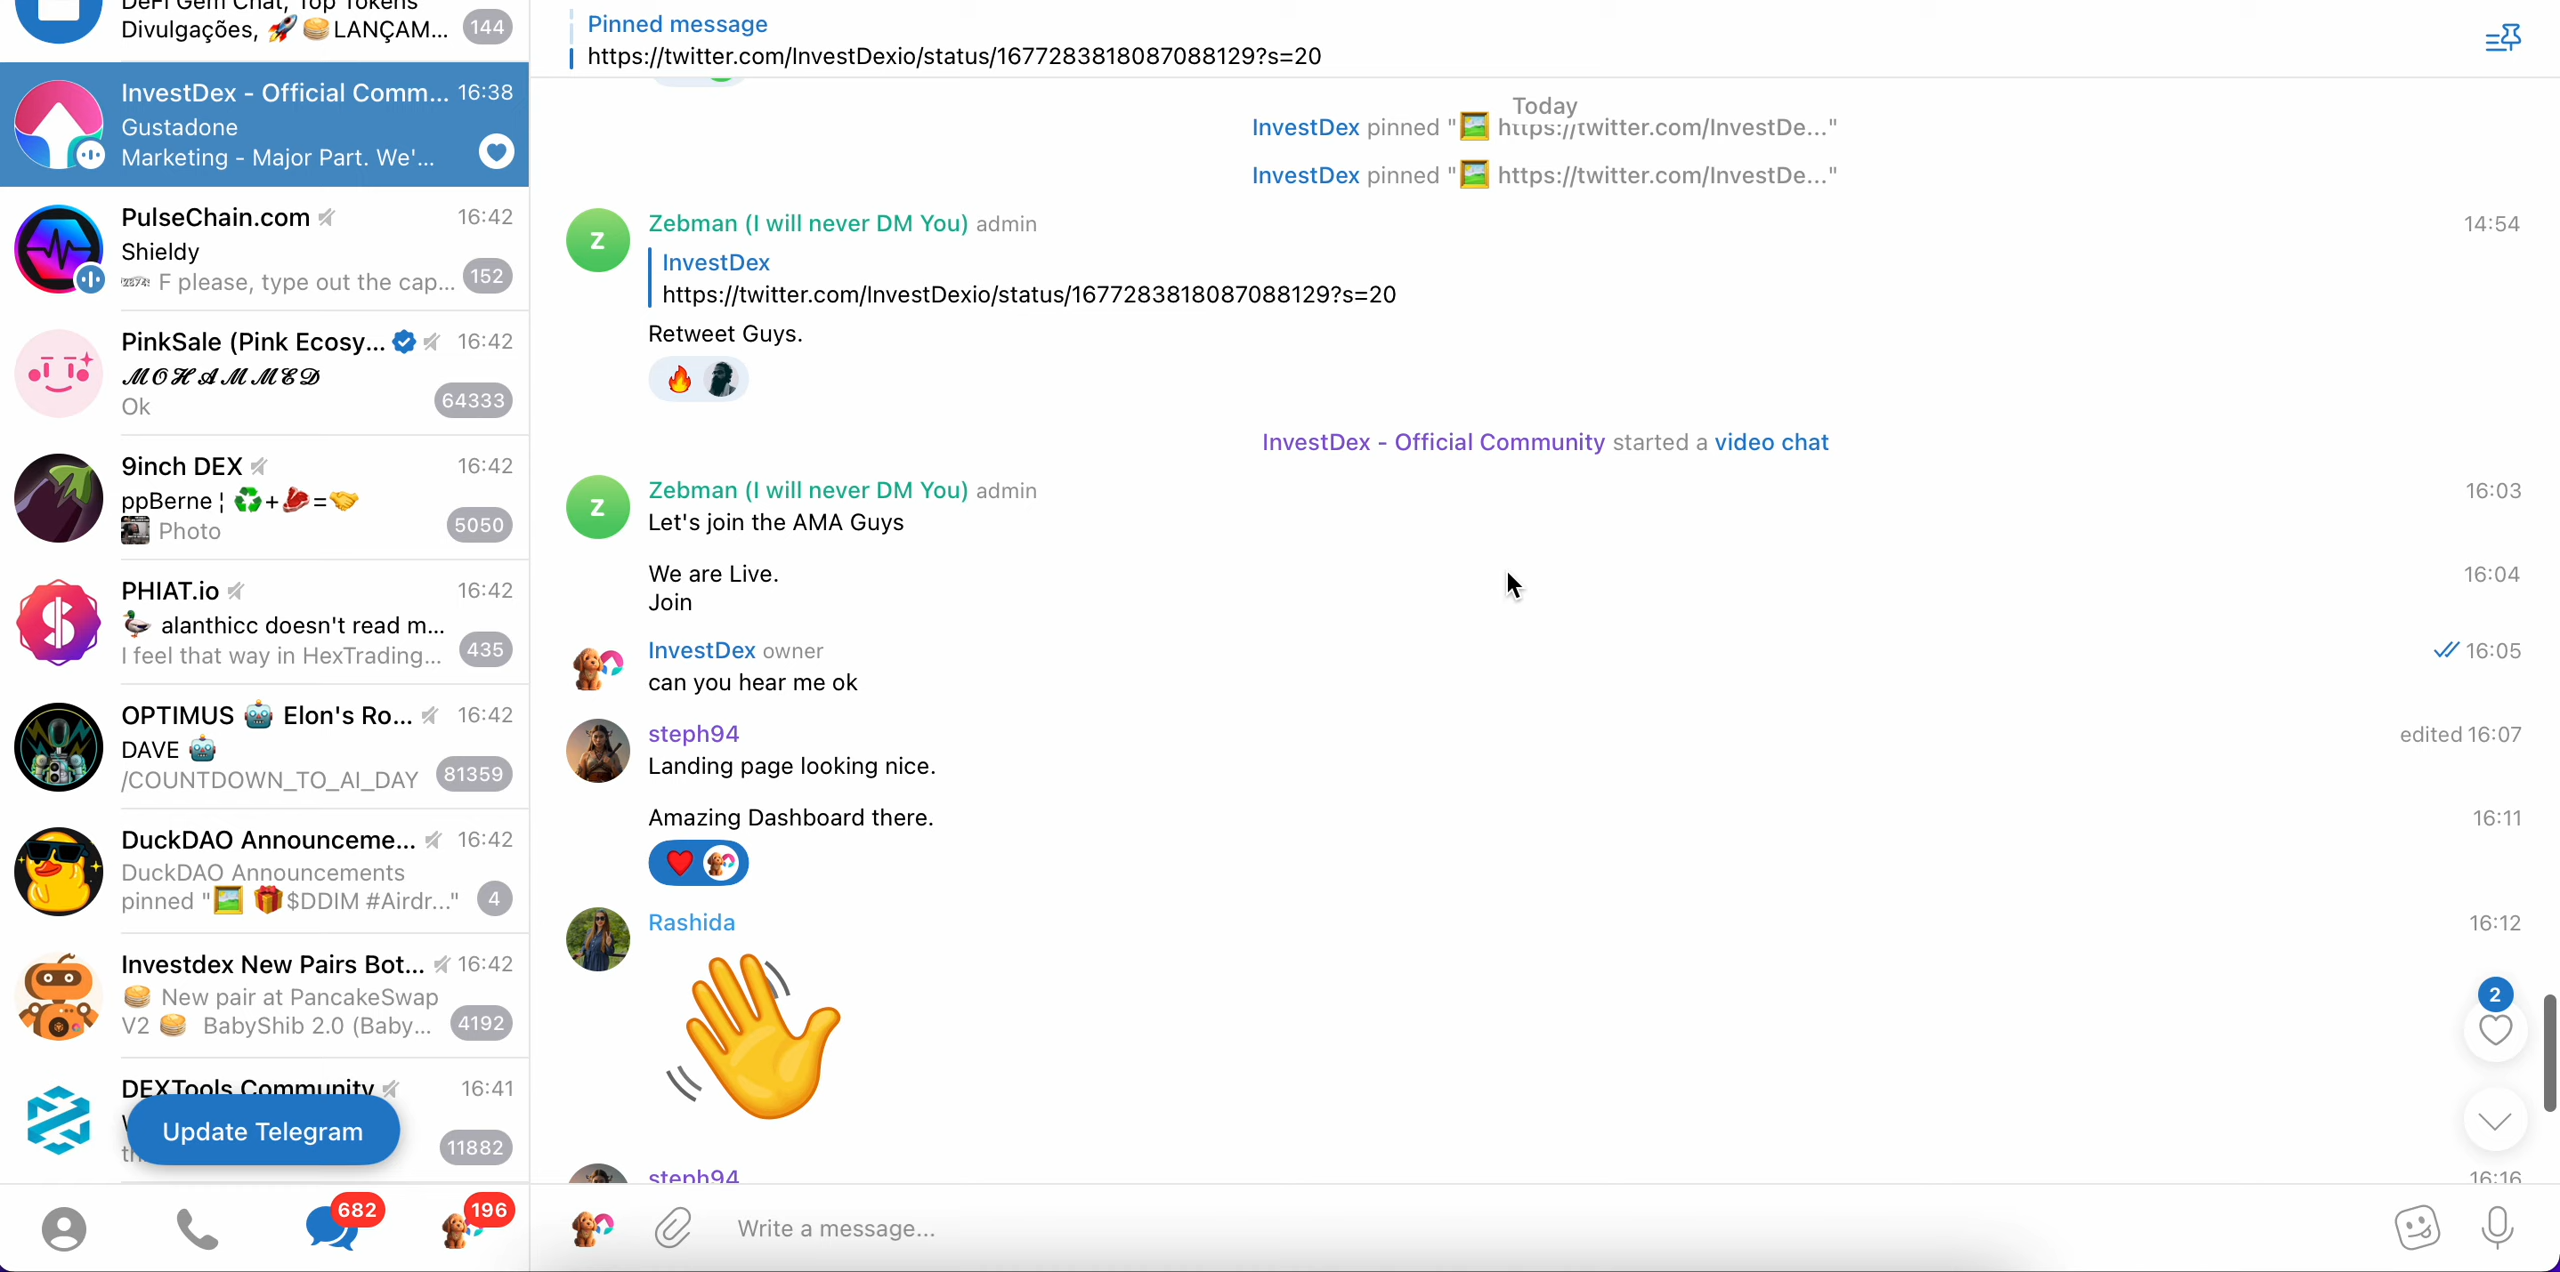 DeFi Gem Chat, Top Tokens
Divulgações, 🚀🥞LANÇAM... 144
InvestDex - Official Comm... 16:38
Gustadone
Marketing - Major Part. We'...
PulseChain.com 16:42
Shieldy
F please, type out the cap... 152
PinkSale (Pink Ecosy... 16:42
ℳ𝒪ℋ𝒜ℳℳℰ𝒟
Ok 64333
9inch DEX 16:42
ppBerne ¦ ♻️+🥩=🤝
Photo 5050
PHIAT.io 16:42
🦆 alanthicc doesn't read m...
I feel that way in HexTrading... 435
OPTIMUS 🤖 Elon's Ro... 16:42
DAVE 🤖
/COUNTDOWN_TO_AI_DAY 81359
DuckDAO Announceme... 16:42
DuckDAO Announcements
pinned "🖼 🎁$DDIM #Airdr..." 4
Investdex New Pairs Bot... 16:42
🥞 New pair at PancakeSwap
V2 🥞 BabyShib 2.0 (Baby... 4192
DEXTools Community 16:41
11882
Update Telegram
682
196
Pinned message
https://twitter.com/InvestDexio/status/1677283818087088129?s=20
Today
InvestDex pinned "🖼 https://twitter.com/InvestDe..."
InvestDex pinned "🖼 https://twitter.com/InvestDe..."
Z
Zebman (I will never DM You) admin 14:54
InvestDex
https://twitter.com/InvestDexio/status/1677283818087088129?s=20
Retweet Guys.
🔥
InvestDex - Official Community started a video chat
Z
Zebman (I will never DM You) admin 16:03
Let's join the AMA Guys
We are Live. 16:04
Join
InvestDex owner 16:05
can you hear me ok
steph94 edited 16:07
Landing page looking nice.
Amazing Dashboard there. 16:11
❤️
Rashida 16:12
👋
2
steph94 16:16
Write a message...